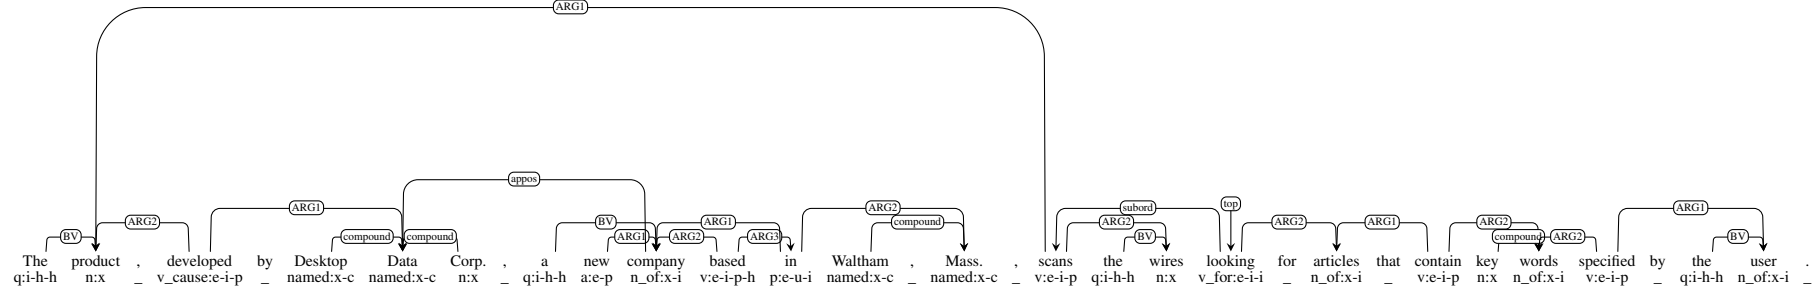 ARG1
appos
top
ARG1 ARG2 subord ARG1
ARG2 BV ARG1 compound ARG2 ARG2 ARG1 ARG2
BV compound compound ARG1 ARG2 ARG3 BV compound ARG2 BV
The product , developed by Desktop Data Corp. , a new company based in Waltham , Mass. , scans the wires looking for articles that contain key words specified by the user .
q:i-h-h n:x _ v_cause:e-i-p _ named:x-c named:x-c n:x _ q:i-h-h a:e-p n_of:x-i v:e-i-p-h p:e-u-i named:x-c _ named:x-c _ v:e-i-p q:i-h-h n:x v_for:e-i-i _ n_of:x-i _ v:e-i-p n:x n_of:x-i v:e-i-p _ q:i-h-h n_of:x-i _